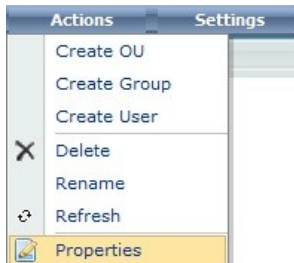 Actions Settings
Create OU
Create Group
Create User
Delete
Rename
Refresh
Properties